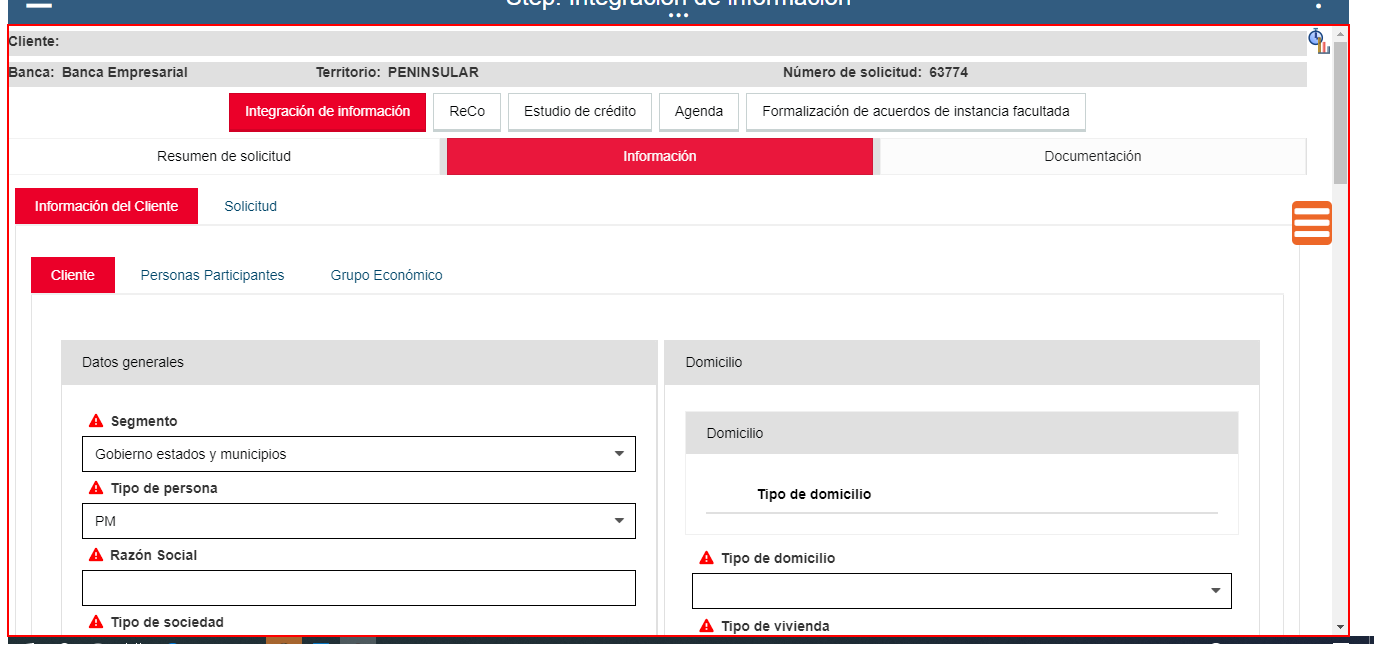 Step: Integración de información
Cliente:
Banca: Banca Empresarial Territorio: PENINSULAR Número de solicitud: 63774
Integración de información ReCo Estudio de crédito Agenda Formalización de acuerdos de instancia facultada
Resumen de solicitud Información Documentación
Información del Cliente Solicitud
Cliente Personas Participantes Grupo Económico
Datos generales
Segmento
Gobierno estados y municipios
Tipo de persona
PM
Razón Social
Tipo de sociedad
Domicilio
Domicilio
Tipo de domicilio
Tipo de domicilio
Tipo de vivienda